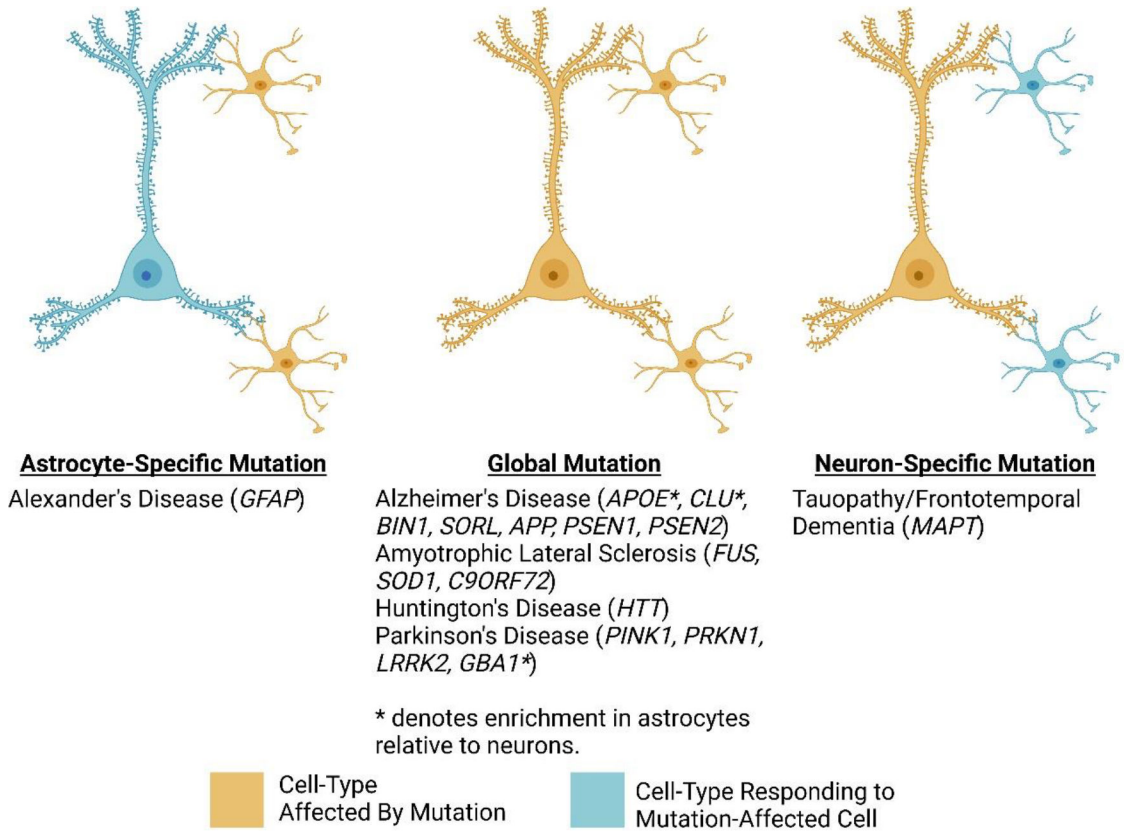 Astrocyte-Specific Mutation
Alexander's Disease (GFAP)
Global Mutation
Alzheimer's Disease (APOE*, CLU*,
BIN1, SORL, APP, PSEN1, PSEN2)
Amyotrophic Lateral Sclerosis (FUS,
SOD1, C9ORF72)
Huntington's Disease (HTT)
Parkinson's Disease (PINK1, PRKN1,
LRRK2, GBA1*)
* denotes enrichment in astrocytes
relative to neurons.
Neuron-Specific Mutation
Tauopathy/Frontotemporal
Dementia (MAPT)
Cell-Type
Affected By Mutation
Cell-Type Responding to
Mutation-Affected Cell